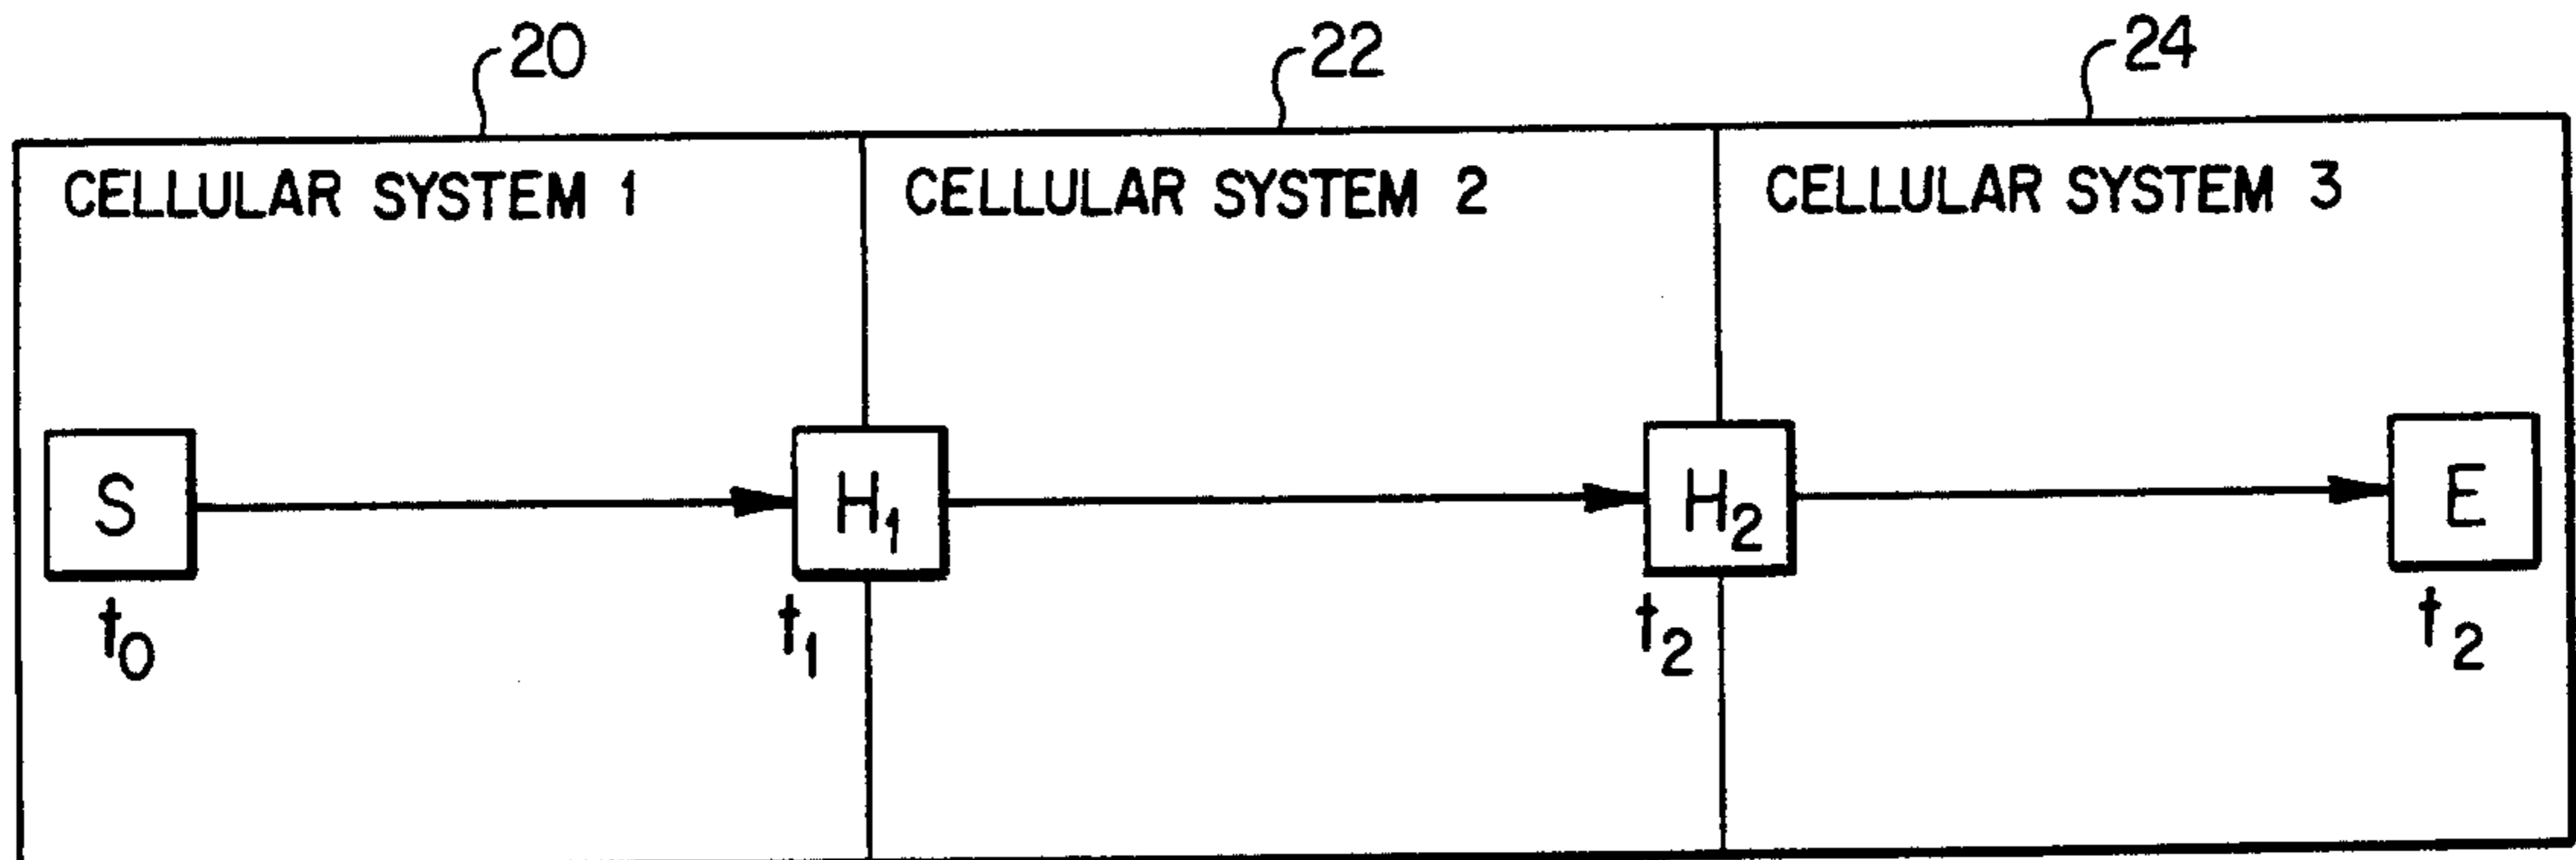 20 22 24
CELLULAR SYSTEM 1 CELLULAR SYSTEM 2 CELLULAR SYSTEM 3
S H₁ H₂ E
t₀ t₁ t₂ t₂